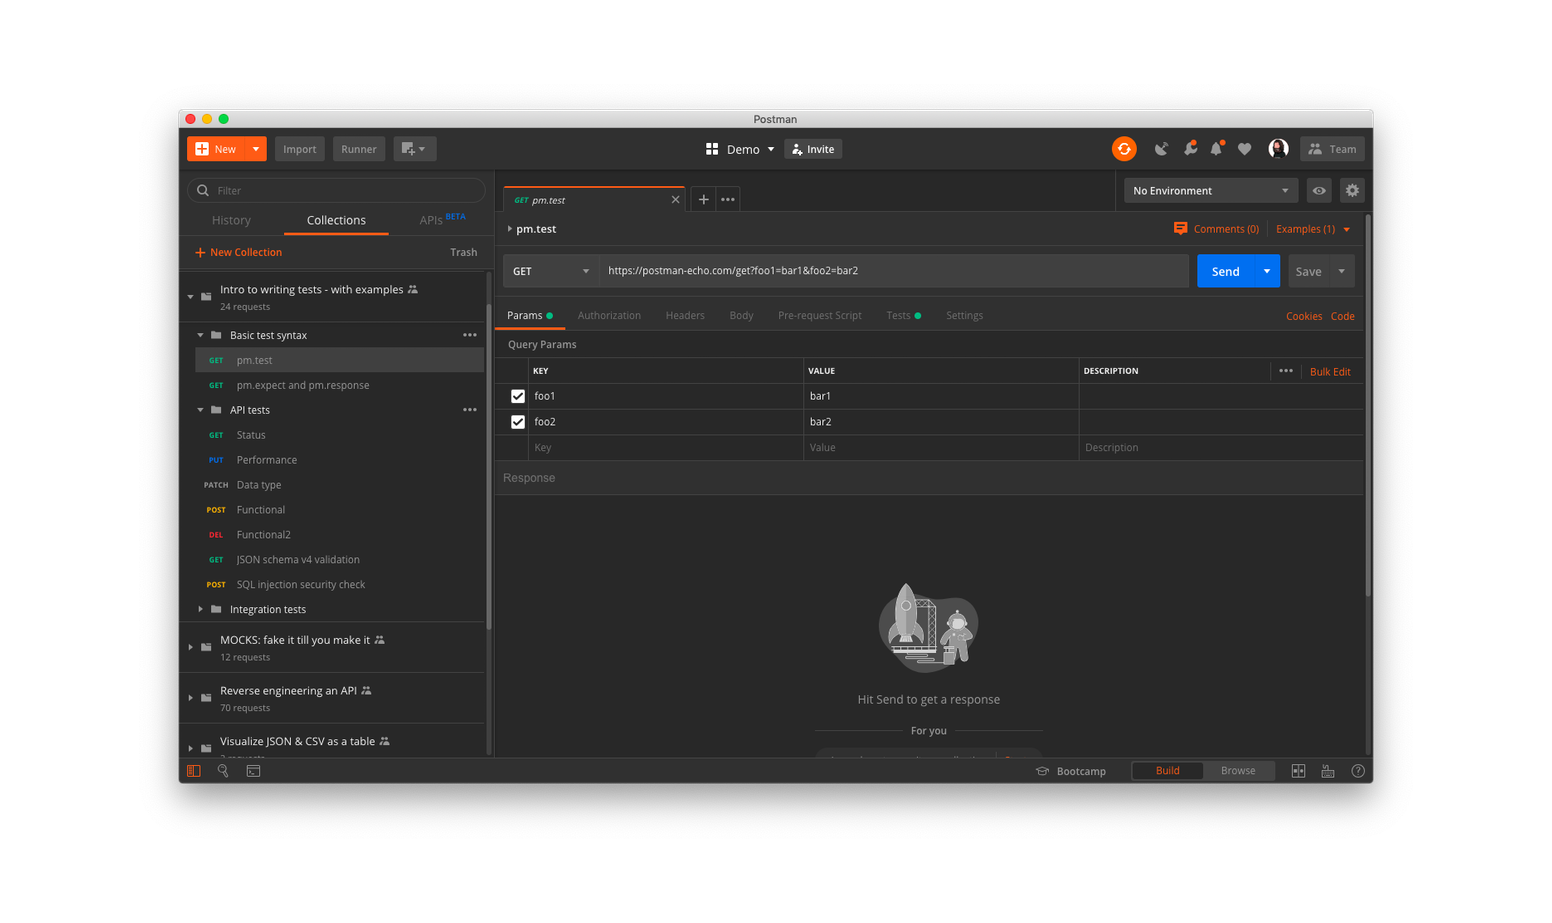 Postman
New
Import
Runner
Demo
Invite
Team
Filter
History
Collections
APIs BETA
New Collection
Trash
Intro to writing tests - with examples
24 requests
Basic test syntax
GET pm.test
GET pm.expect and pm.response
API tests
GET Status
PUT Performance
PATCH Data type
POST Functional
DEL Functional2
GET JSON schema v4 validation
POST SQL injection security check
Integration tests
MOCKS: fake it till you make it
12 requests
Reverse engineering an API
70 requests
Visualize JSON & CSV as a table
GET pm.test
No Environment
pm.test
Comments (0)
Examples (1)
GET
https://postman-echo.com/get?foo1=bar1&foo2=bar2
Send
Save
Params
Authorization
Headers
Body
Pre-request Script
Tests
Settings
Cookies
Code
Query Params
KEY VALUE DESCRIPTION
Bulk Edit
foo1 bar1
foo2 bar2
Key Value Description
Response
Hit Send to get a response
For you
Bootcamp
Build
Browse